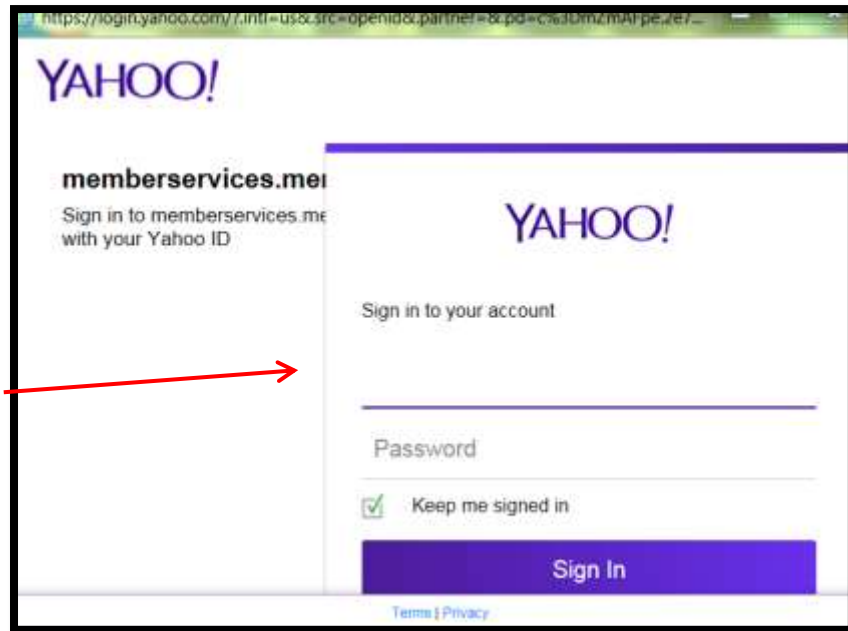 https://login.yahoo.com/?.intl=us&.src=openid&.partner=&.pd=c%3DmZmAFpe.2e7...
YAHOO!
memberservices.me
Sign in to memberservices.me
with your Yahoo ID
YAHOO!
Sign in to your account
Password
Keep me signed in
Sign In
Terms | Privacy